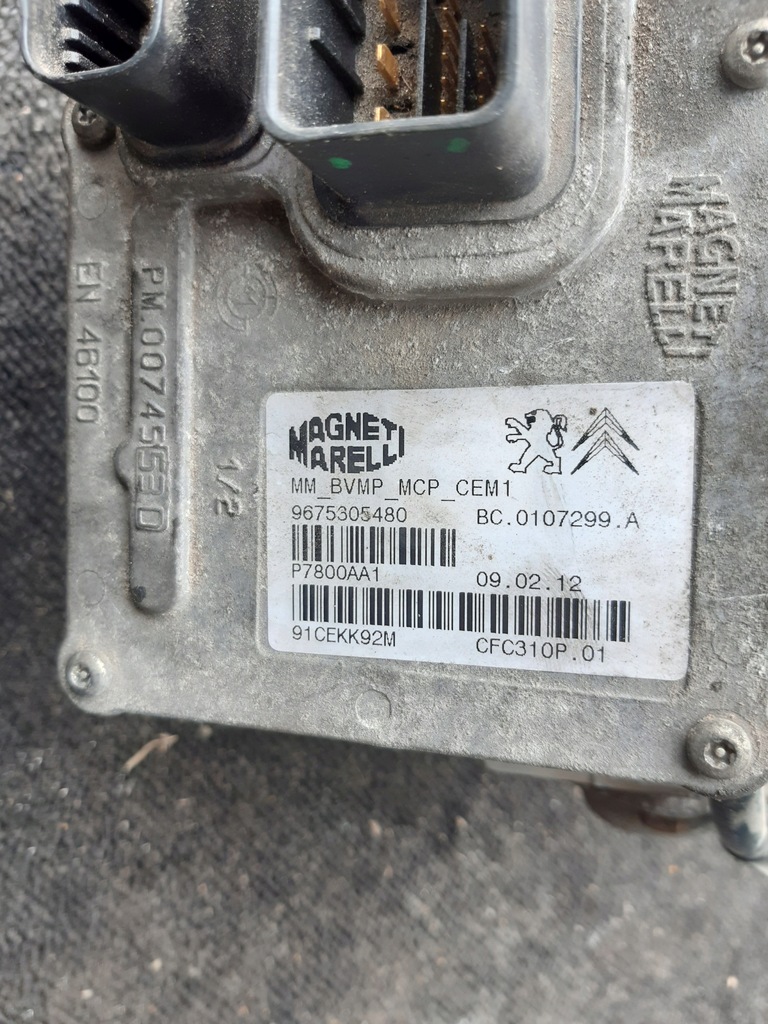 MAGNETI
MARELLI
EN 46100
PM.0074553.D
1/2
MAGNETI
MARELLI
MM_BVMP_MCP_CEM1
9675305480 BC.0107299.A
P7800AA1 09.02.12
91CEKK92M CFC310P.01